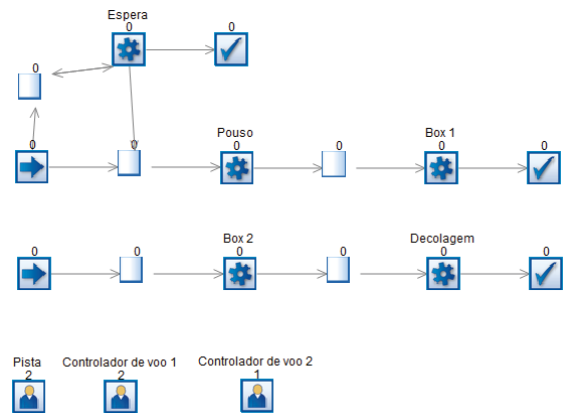 Espera
0 0
0
Pouso Box 1
0 0 0 0 0 0
Box 2 Decolagem
0 0 0 0 0 0
Pista Controlador de voo 1 Controlador de voo 2
2 2 1